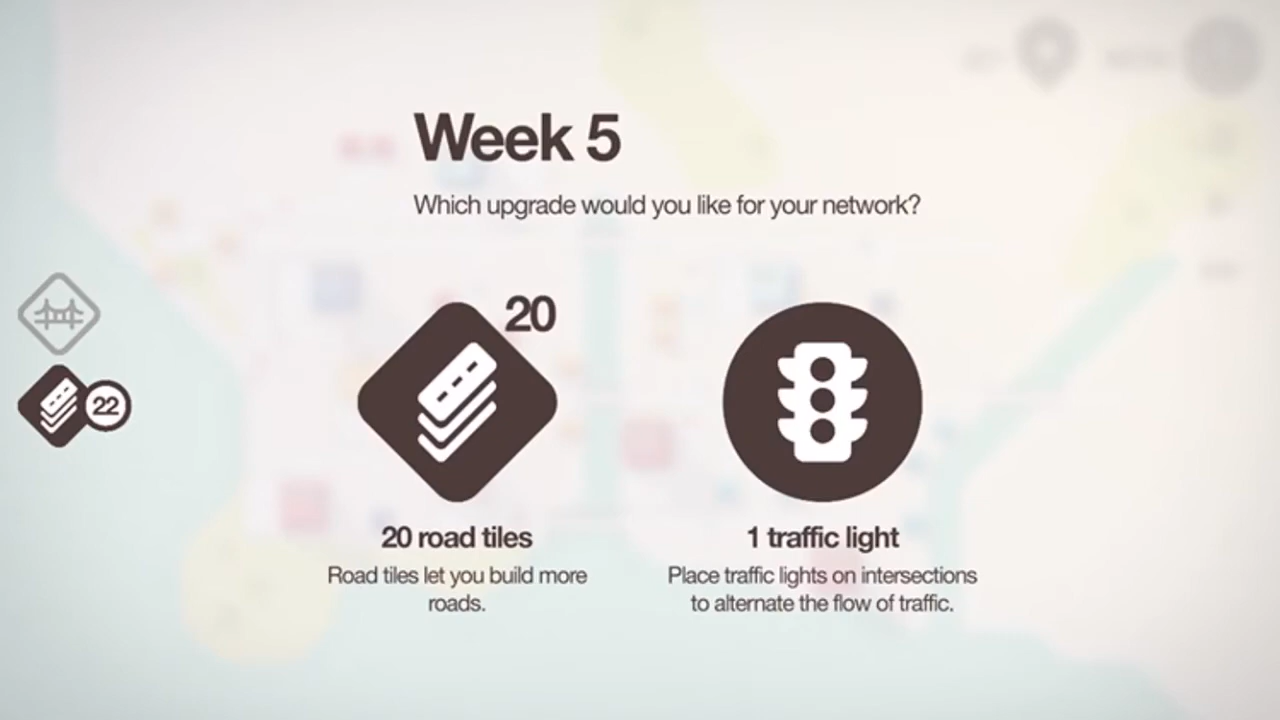 Week 5
Which upgrade would you like for your network?
20
22
20 road tiles
Road tiles let you build more
roads.
1 traffic light
Place traffic lights on intersections
to alternate the flow of traffic.